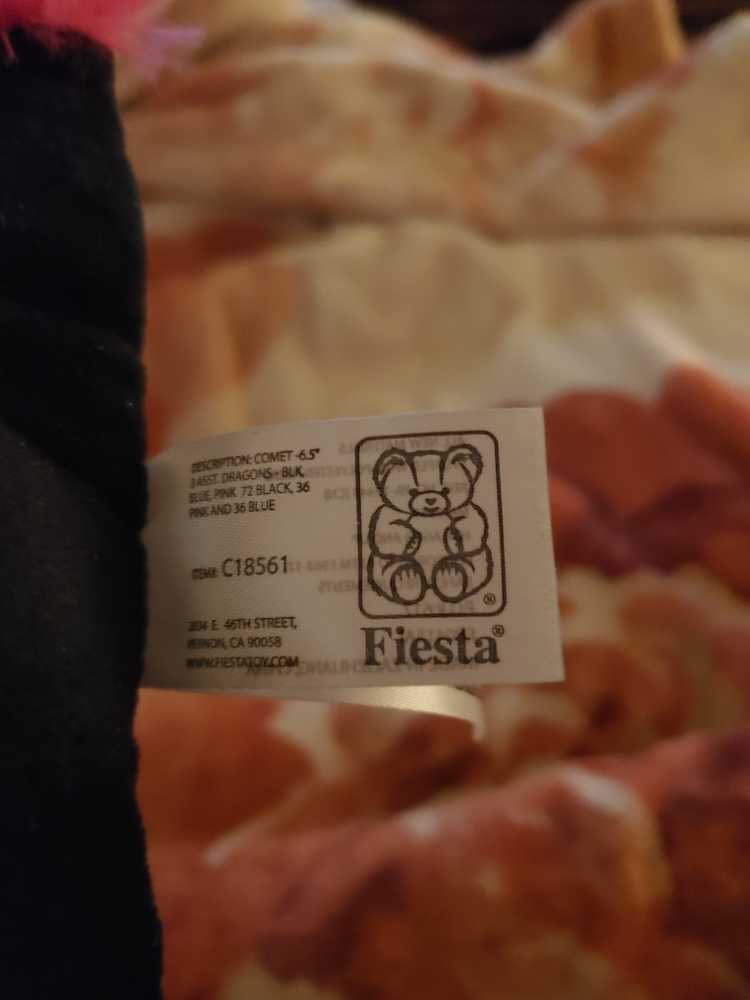 DESCRIPTION: COMET -6.5"
3 ASST. DRAGONS - BLK,
BLUE, PINK 72 BLACK, 36
PINK AND 36 BLUE
ITEM#: C18561
E. 46TH STREET,
VERNON, CA 90058
WWW.FIESTATOY.COM
®
Fiesta®